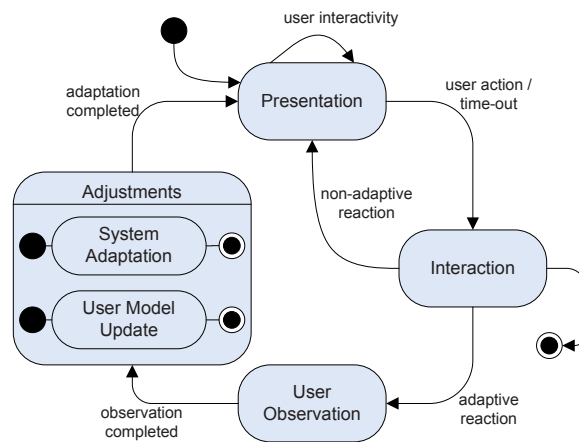 user interactivity
adaptation
completed
Presentation
user action /
time-out
Adjustments
non-adaptive
reaction
System
Adaptation
Interaction
User Model
Update
User
Observation
observation
completed
adaptive
reaction